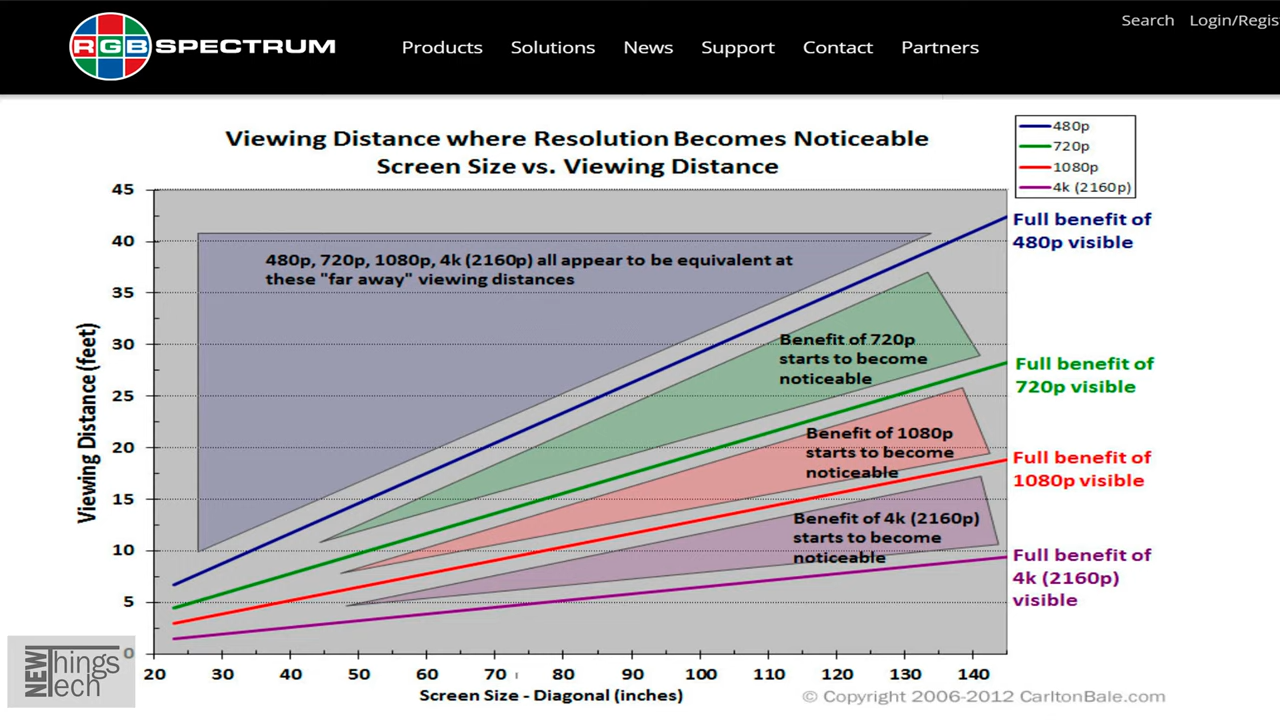 Search Login/Regis
RGB SPECTRUM
Products Solutions News Support Contact Partners
Viewing Distance where Resolution Becomes Noticeable
Screen Size vs. Viewing Distance
480p
720p
1080p
4k (2160p)
Viewing Distance (feet)
45
40
35
30
25
20
15
10
5
0
480p, 720p, 1080p, 4k (2160p) all appear to be equivalent at
these "far away" viewing distances
Benefit of 720p
starts to become
noticeable
Benefit of 1080p
starts to become
noticeable
Benefit of 4k (2160p)
starts to become
noticeable
Full benefit of
480p visible
Full benefit of
720p visible
Full benefit of
1080p visible
Full benefit of
4k (2160p)
visible
20 30 40 50 60 70 80 90 100 110 120 130 140
Screen Size - Diagonal (inches)
© Copyright 2006-2012 CarltonBale.com
NEW Things Tech